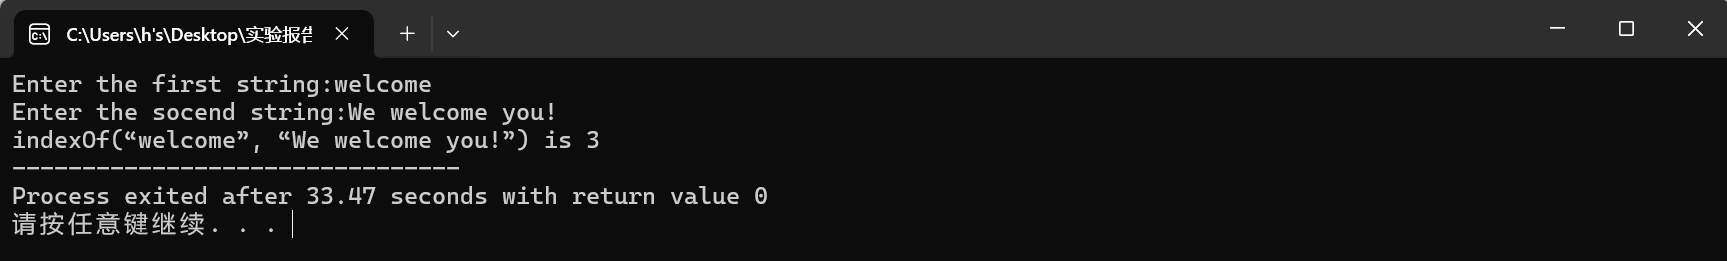 C:\Users\h's\Desktop\实验报告
Enter the first string:welcome
Enter the socend string:We welcome you!
indexOf(“welcome”, “We welcome you!”) is 3
--------------------------------
Process exited after 33.47 seconds with return value 0
请按任意键继续. . .